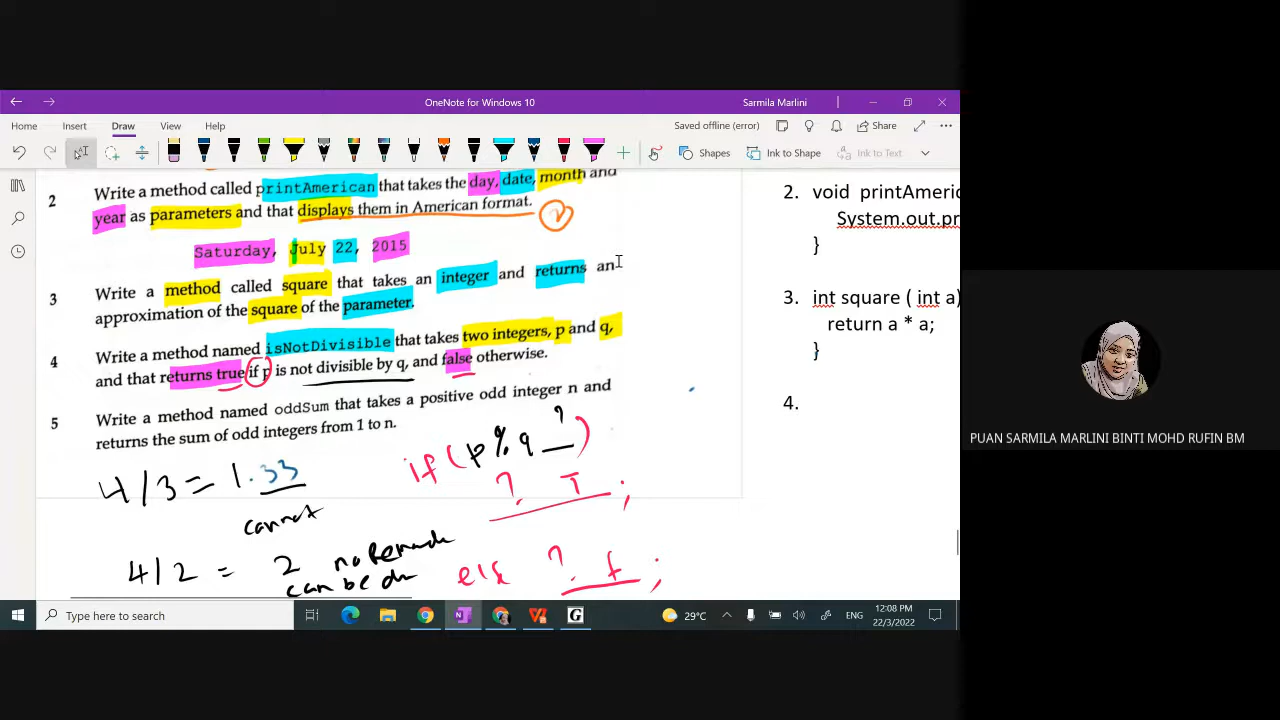 OneNote for Windows 10
Sarmila Marlini
Home Insert Draw View Help
Saved offline (error) Share
Shapes Ink to Shape Ink to Text
2 Write a method called printAmerican that takes the day, date, month and
year as parameters and that displays them in American format.
2
Saturday, July 22, 2015
3 Write a method called square that takes an integer and returns an
approximation of the square of the parameter.
4 Write a method named isNotDivisible that takes two integers, p and q,
and that returns true if p is not divisible by q, and false otherwise.
5 Write a method named oddSum that takes a positive odd integer n and
returns the sum of odd integers from 1 to n.
if (p%q ?)
4/3 = 1.33
? T ;
cannot
4/2 = 2 no
can be
else ? f ;
2. void printAmeric
System.out.pr
}
3. int square ( int a)
return a * a;
}
4.
PUAN SARMILA MARLINI BINTI MOHD RUFIN BM
Type here to search
29°C
ENG
12:08 PM
22/3/2022